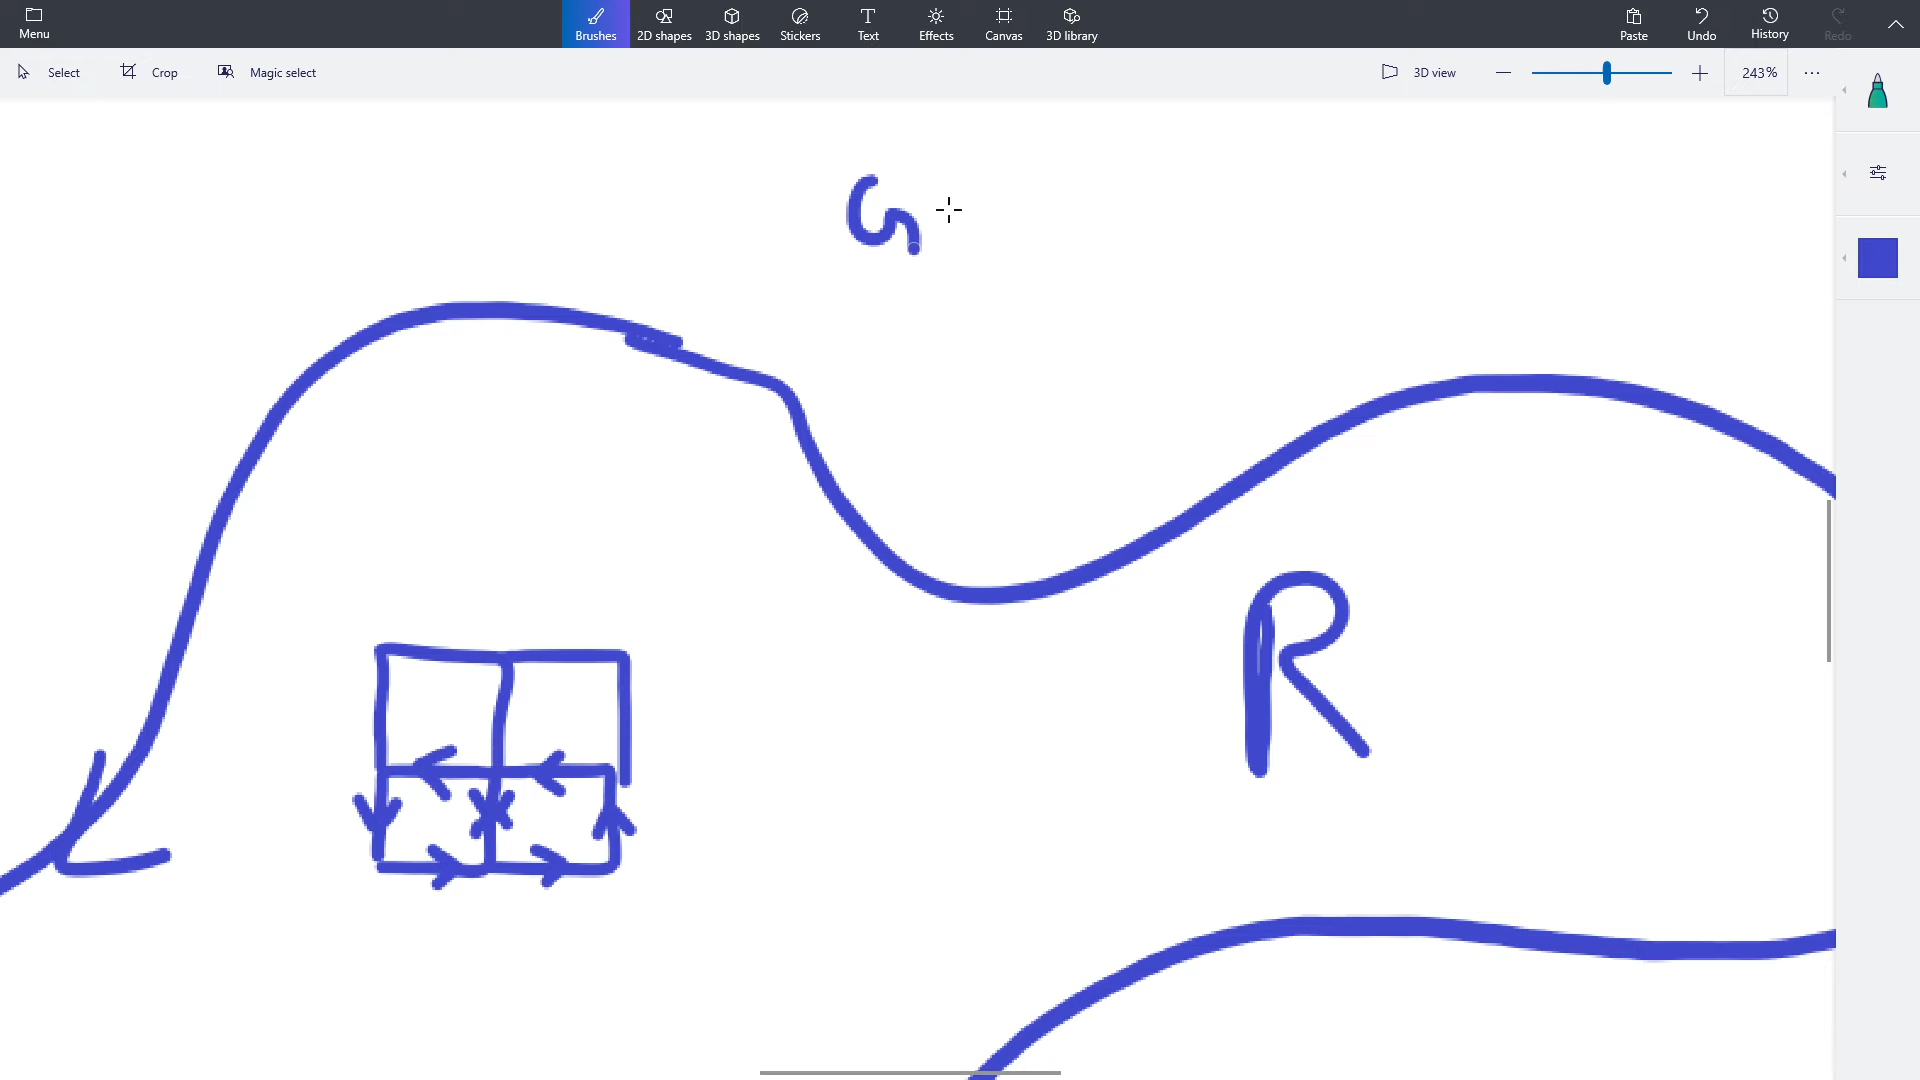 Menu
Brushes 2D shapes 3D shapes Stickers Text Effects Canvas 3D library
Paste Undo History Redo
Select Crop Magic select
3D view 243%
R